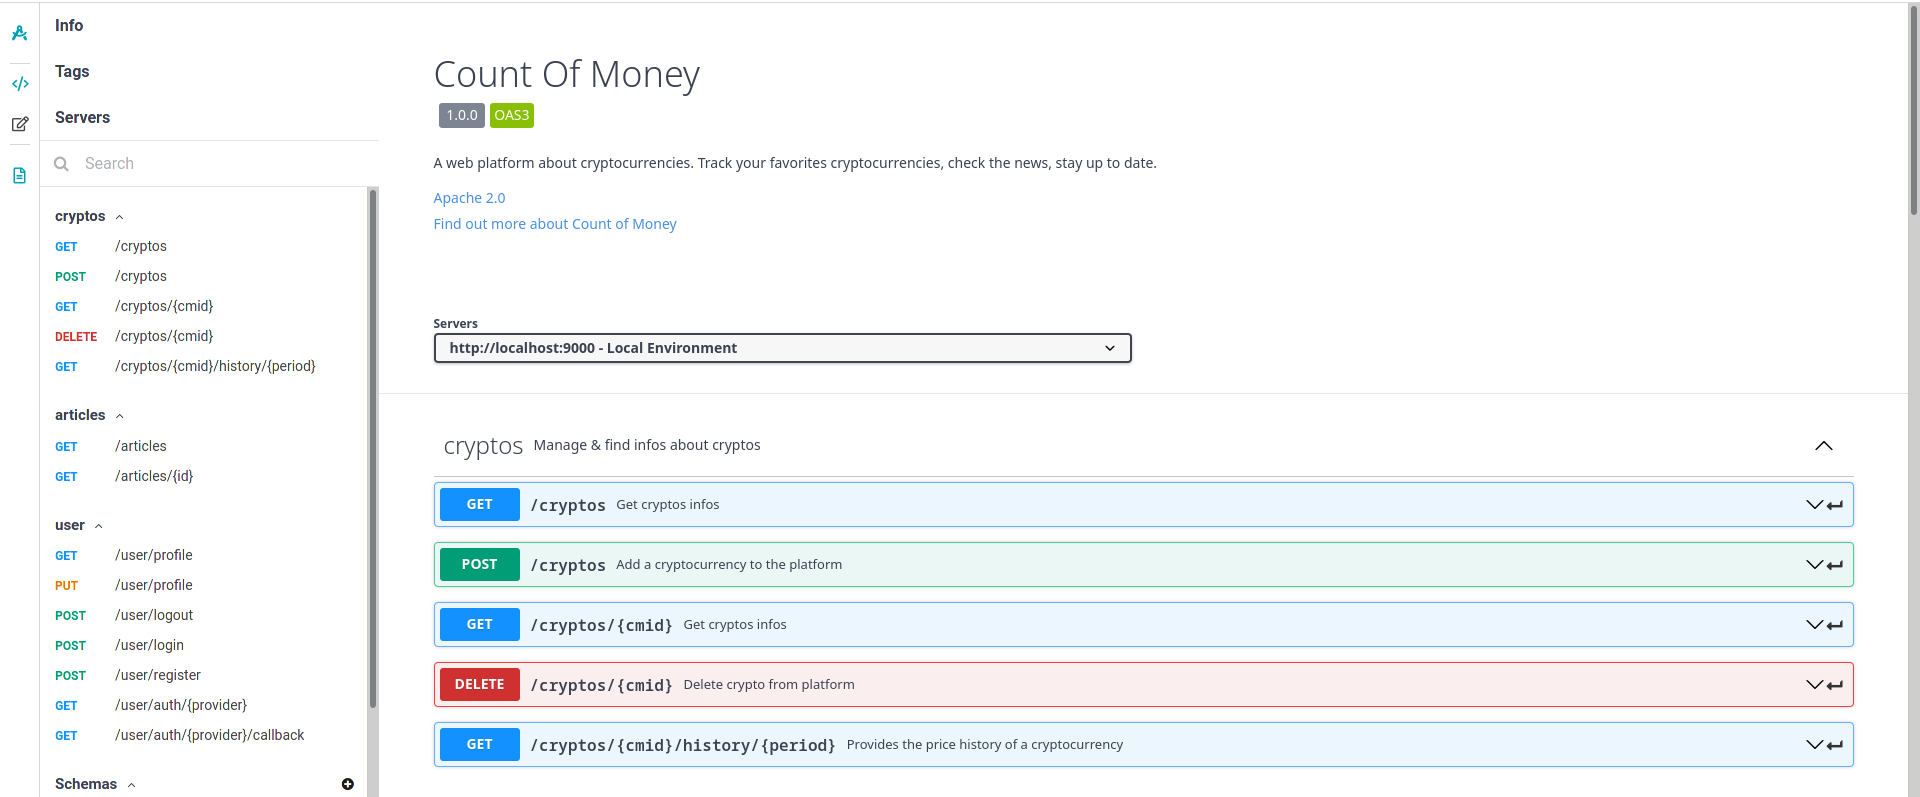 Info
Tags
Servers
Search
cryptos
GET /cryptos
POST /cryptos
GET /cryptos/{cmid}
DELETE /cryptos/{cmid}
GET /cryptos/{cmid}/history/{period}
articles
GET /articles
GET /articles/{id}
user
GET /user/profile
PUT /user/profile
POST /user/logout
POST /user/login
POST /user/register
GET /user/auth/{provider}
GET /user/auth/{provider}/callback
Schemas
Count Of Money
1.0.0 OAS3
A web platform about cryptocurrencies. Track your favorites cryptocurrencies, check the news, stay up to date.
Apache 2.0
Find out more about Count of Money
Servers
http://localhost:9000 - Local Environment
cryptos Manage & find infos about cryptos
GET /cryptos Get cryptos infos
POST /cryptos Add a cryptocurrency to the platform
GET /cryptos/{cmid} Get cryptos infos
DELETE /cryptos/{cmid} Delete crypto from platform
GET /cryptos/{cmid}/history/{period} Provides the price history of a cryptocurrency